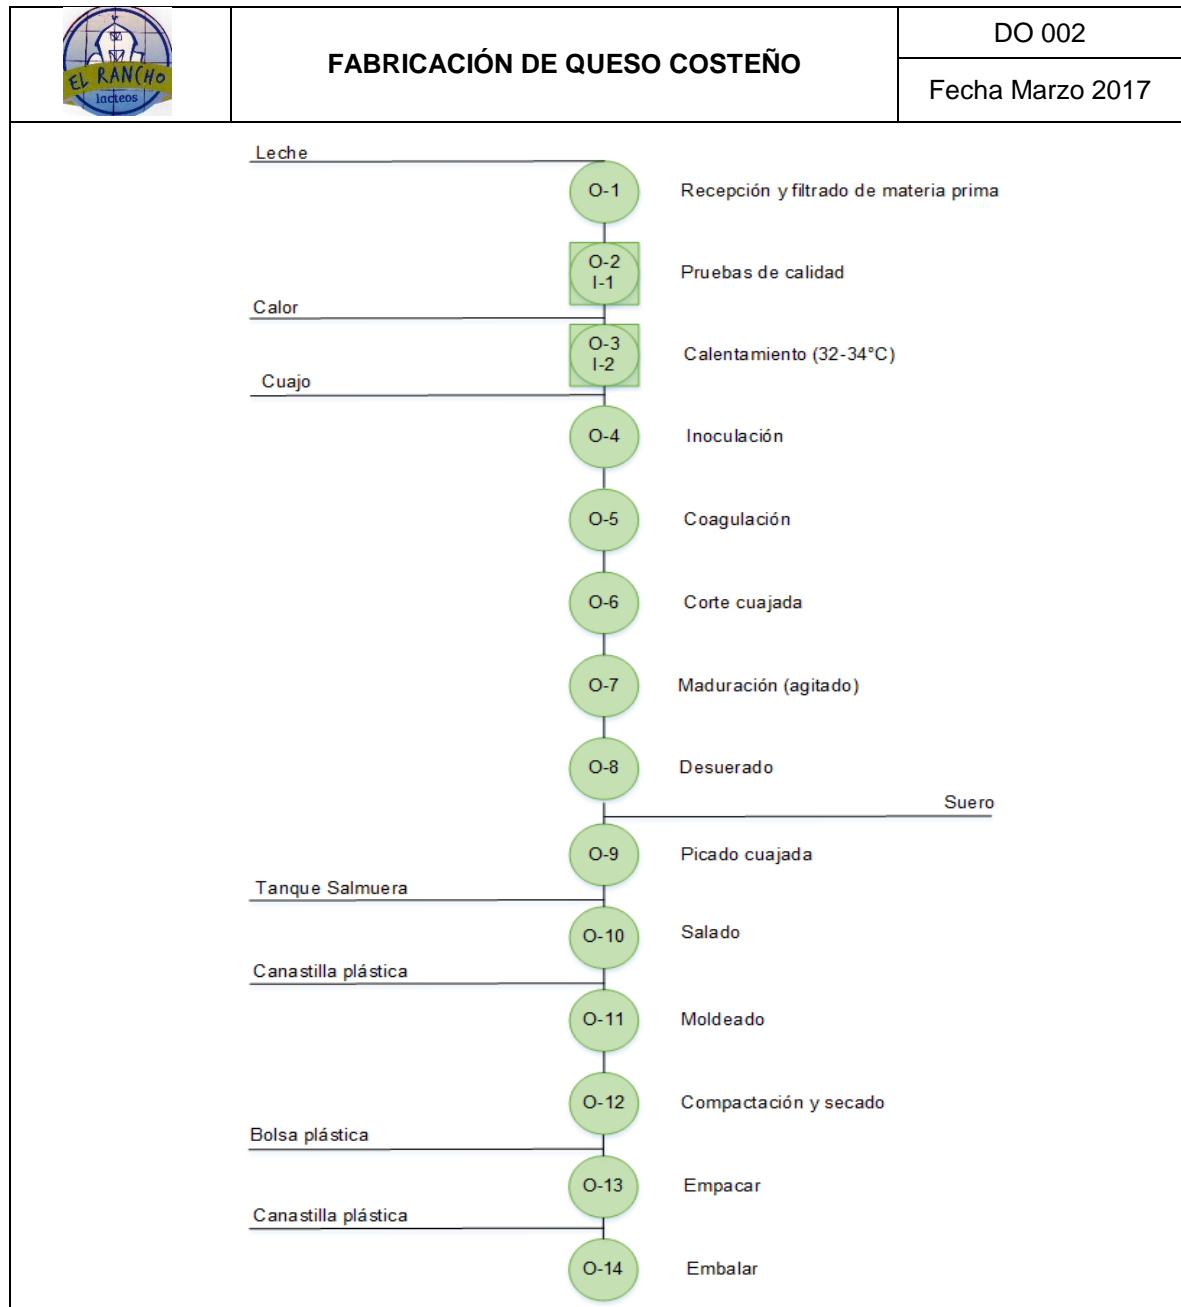 EL RANCHO
lacteos
FABRICACIÓN DE QUESO COSTEÑO
DO 002
Fecha Marzo 2017
Leche
O-1
Recepción y filtrado de materia prima
O-2
I-1
Pruebas de calidad
Calor
O-3
I-2
Calentamiento (32-34°C)
Cuajo
O-4
Inoculación
O-5
Coagulación
O-6
Corte cuajada
O-7
Maduración (agitado)
O-8
Desuerado
Suero
O-9
Picado cuajada
Tanque Salmuera
O-10
Salado
Canastilla plástica
O-11
Moldeado
O-12
Compactación y secado
Bolsa plástica
O-13
Empacar
Canastilla plástica
O-14
Embalar